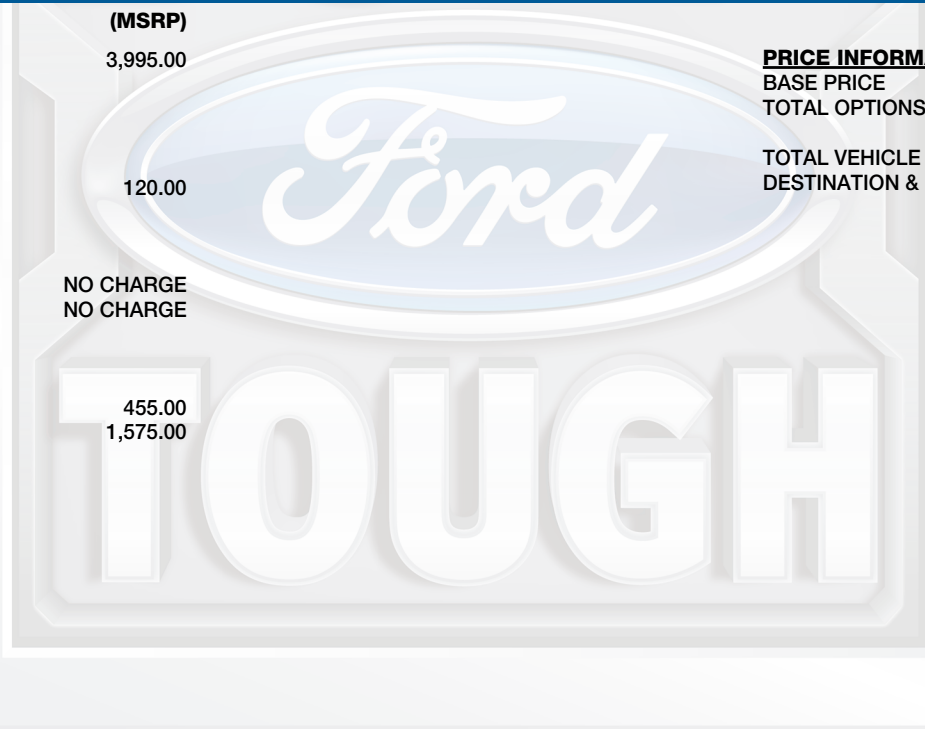 (MSRP)
3,995.00
120.00
NO CHARGE
NO CHARGE
455.00
1,575.00
PRICE INFORMA
BASE PRICE
TOTAL OPTIONS
TOTAL VEHICLE
DESTINATION &
Ford
TOUGH